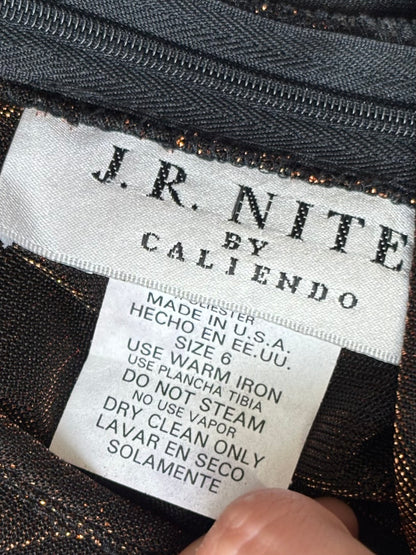 J.R. NITE
BY
CALIENDO
MADE IN U.S.A.
HECHO EN EE.UU.
SIZE 6
USE WARM IRON
USE PLANCHA TIBIA
DO NOT STEAM
NO USE VAPOR
DRY CLEAN ONLY
LAVAR EN SECO
SOLAMENTE